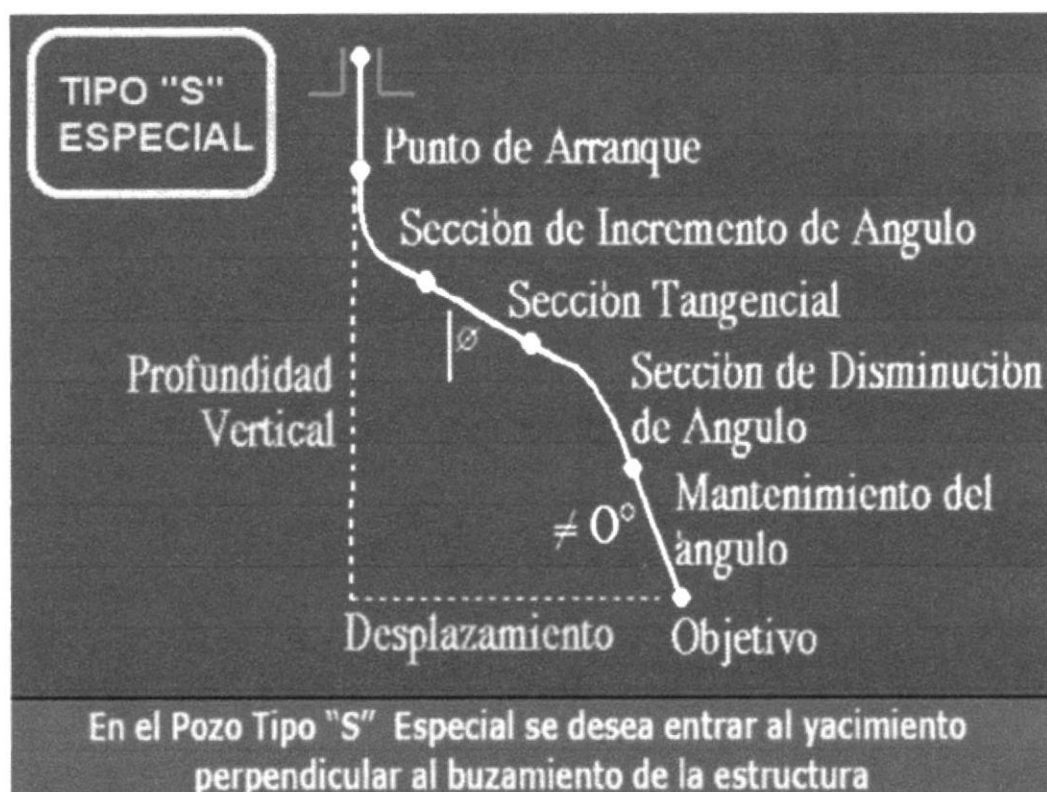 TIPO "S"
ESPECIAL
Punto de Arranque
Sección de Incremento de Angulo
Sección Tangencial
ø
Profundidad
Vertical
Sección de Disminución
de Angulo
Mantenimiento del
àngulo
≠ 0°
Desplazamiento
Objetivo
En el Pozo Tipo "S" Especial se desea entrar al yacimiento
perpendicular al buzamiento de la estructura